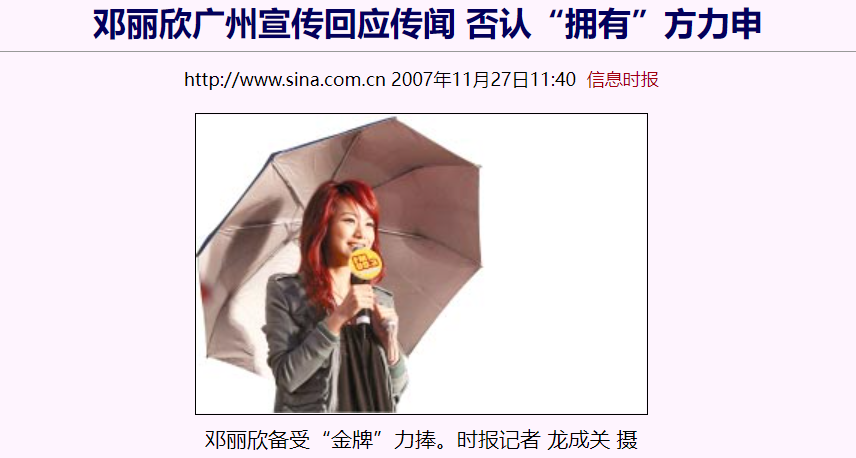 邓丽欣广州宣传回应传闻 否认“拥有”方力申
http://www.sina.com.cn 2007年11月27日11:40 信息时报
邓丽欣备受“金牌”力捧。时报记者 龙成关 摄